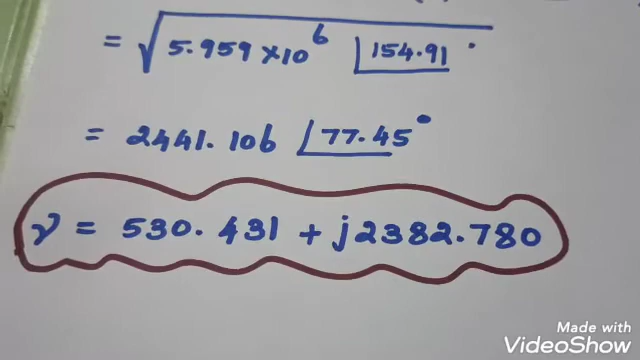 = √5.959×10⁶ ∠154.91°
= 2441.106 ∠77.45°
γ = 530.431 + j2382.780
Made with
VideoShow